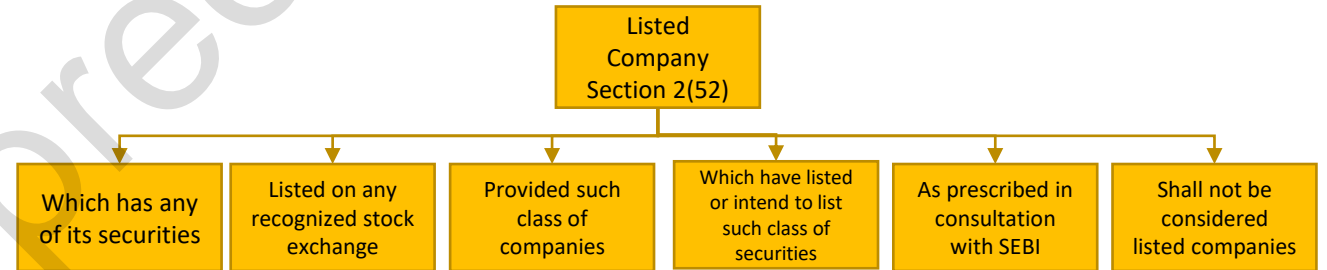 Listed
Company
Section 2(52)
Which has any
of its securities
Listed on any
recognized stock
exchange
Provided such
class of
companies
Which have listed
or intend to list
such class of
securities
As prescribed in
consultation
with SEBI
Shall not be
considered
listed companies